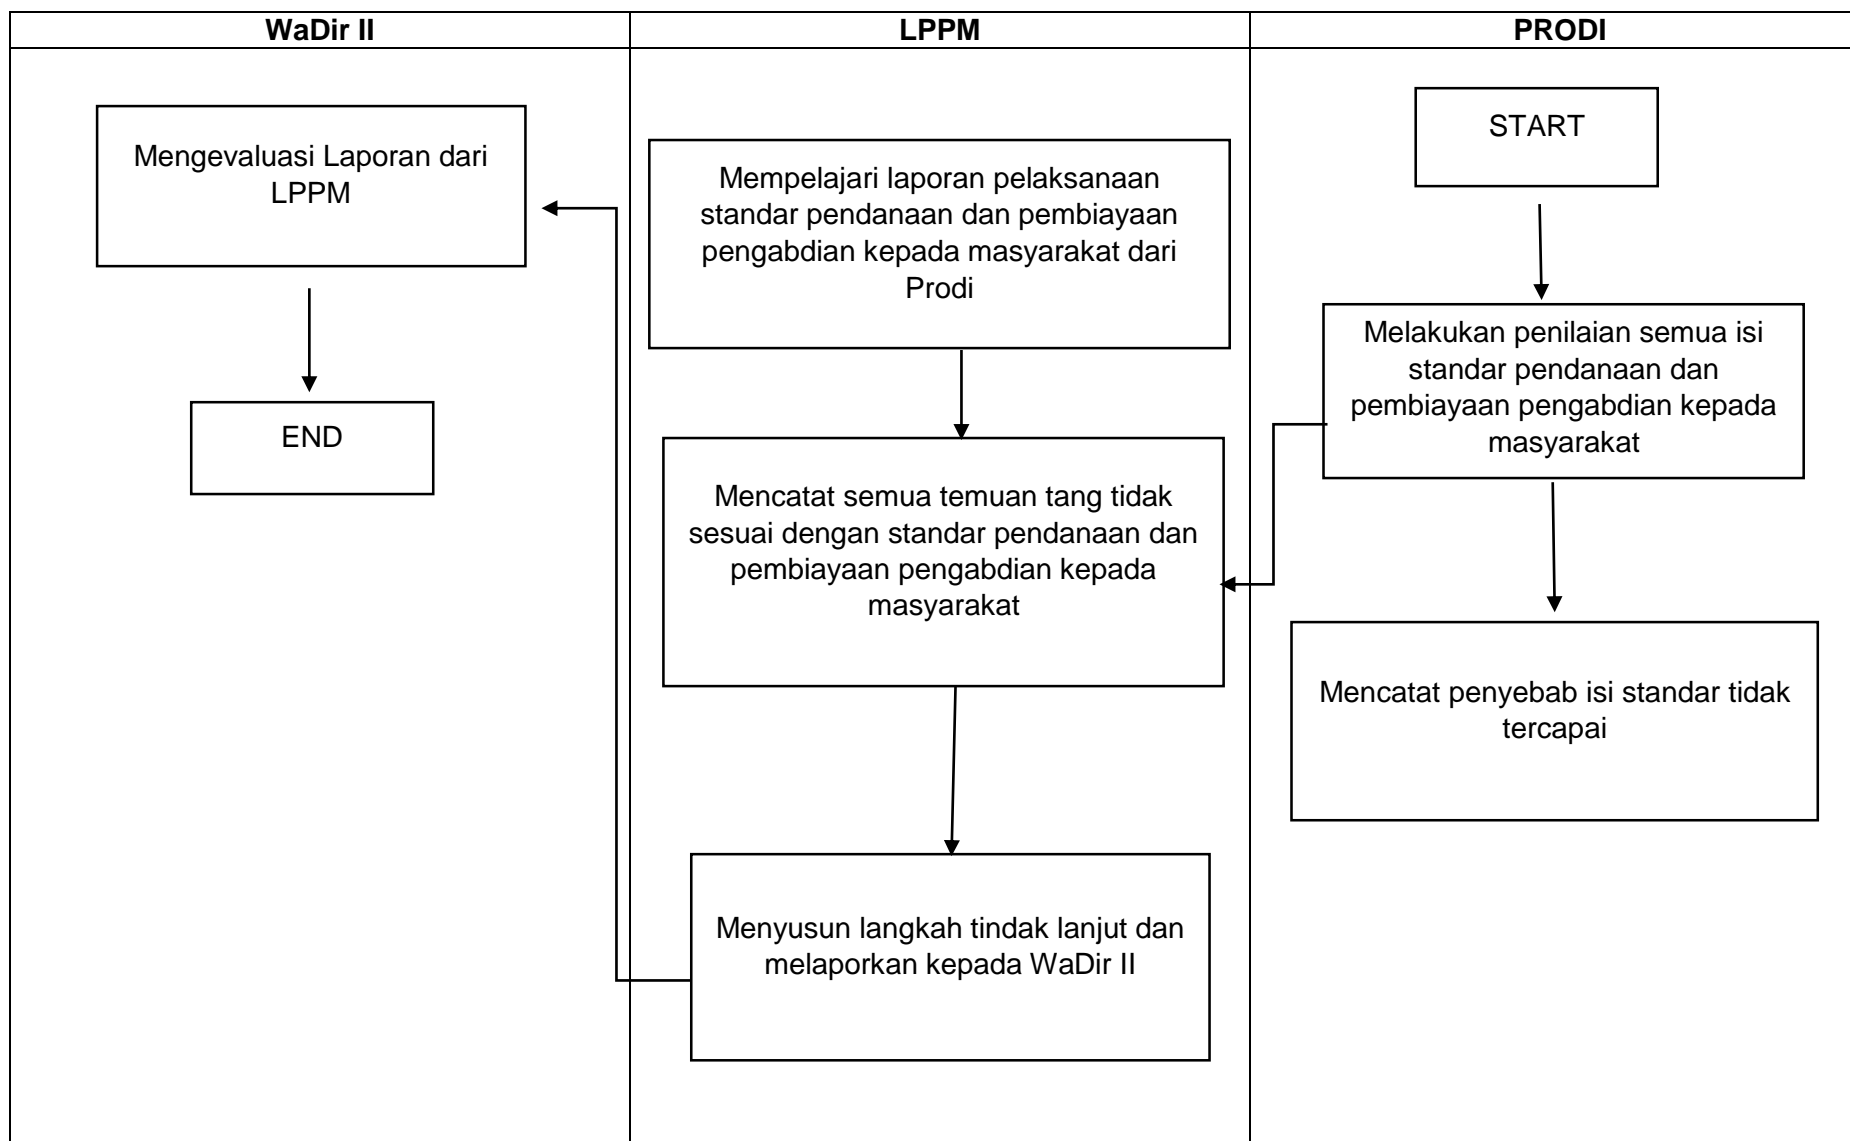 WaDir II
LPPM
PRODI
Mengevaluasi Laporan dari
LPPM
END
Mempelajari laporan pelaksanaan
standar pendanaan dan pembiayaan
pengabdian kepada masyarakat dari
Prodi
Mencatat semua temuan tang tidak
sesuai dengan standar pendanaan dan
pembiayaan pengabdian kepada
masyarakat
Menyusun langkah tindak lanjut dan
melaporkan kepada WaDir II
START
Melakukan penilaian semua isi
standar pendanaan dan
pembiayaan pengabdian kepada
masyarakat
Mencatat penyebab isi standar tidak
tercapai